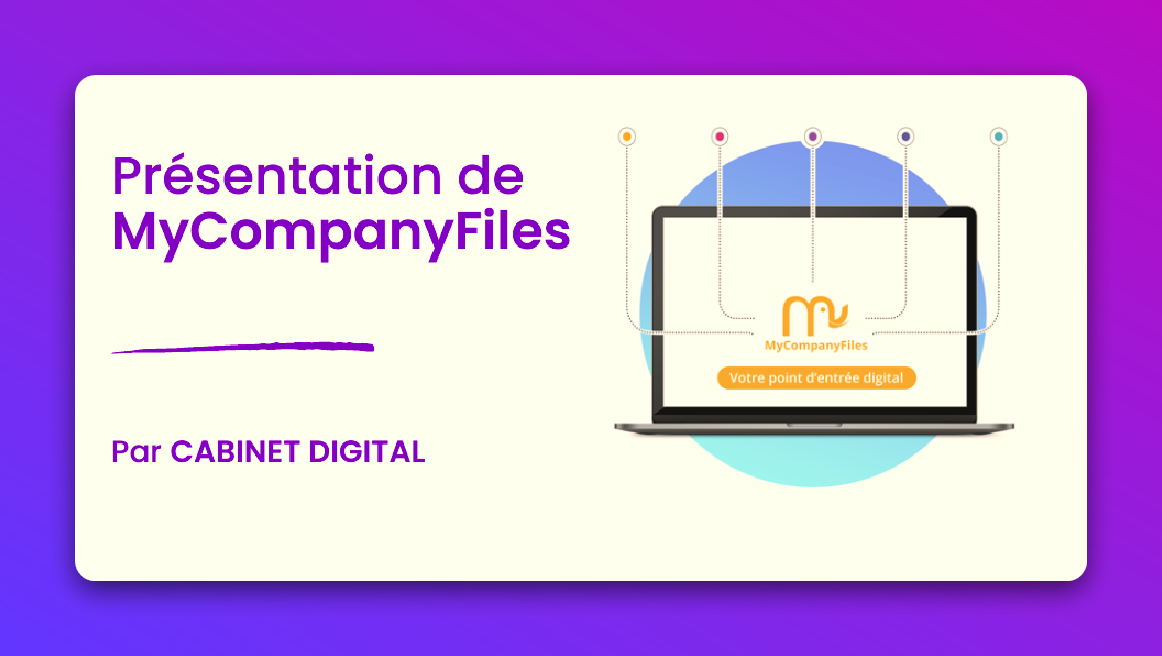 Présentation de
MyCompanyFiles
Par CABINET DIGITAL
MyCompanyFiles
Votre point d'entrée digital